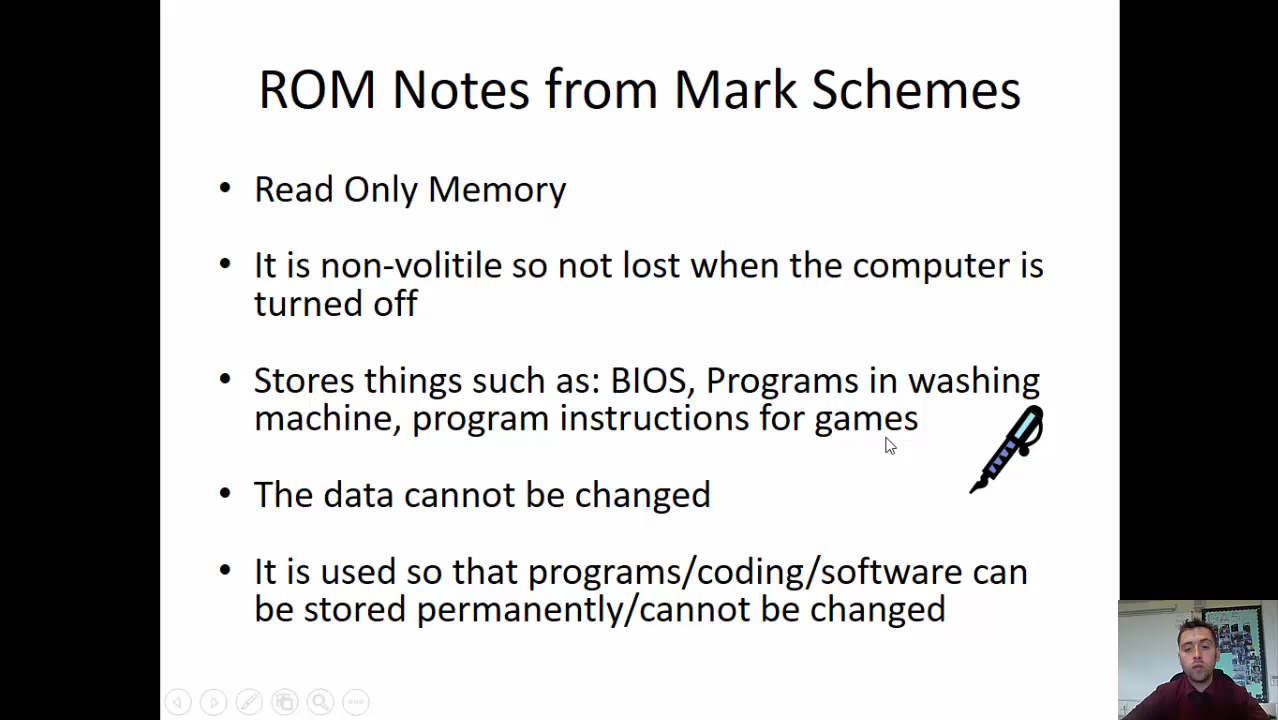 ROM Notes from Mark Schemes
• Read Only Memory
• It is non-volitile so not lost when the computer is
turned off
• Stores things such as: BIOS, Programs in washing
machine, program instructions for games
• The data cannot be changed
• It is used so that programs/coding/software can
be stored permanently/cannot be changed